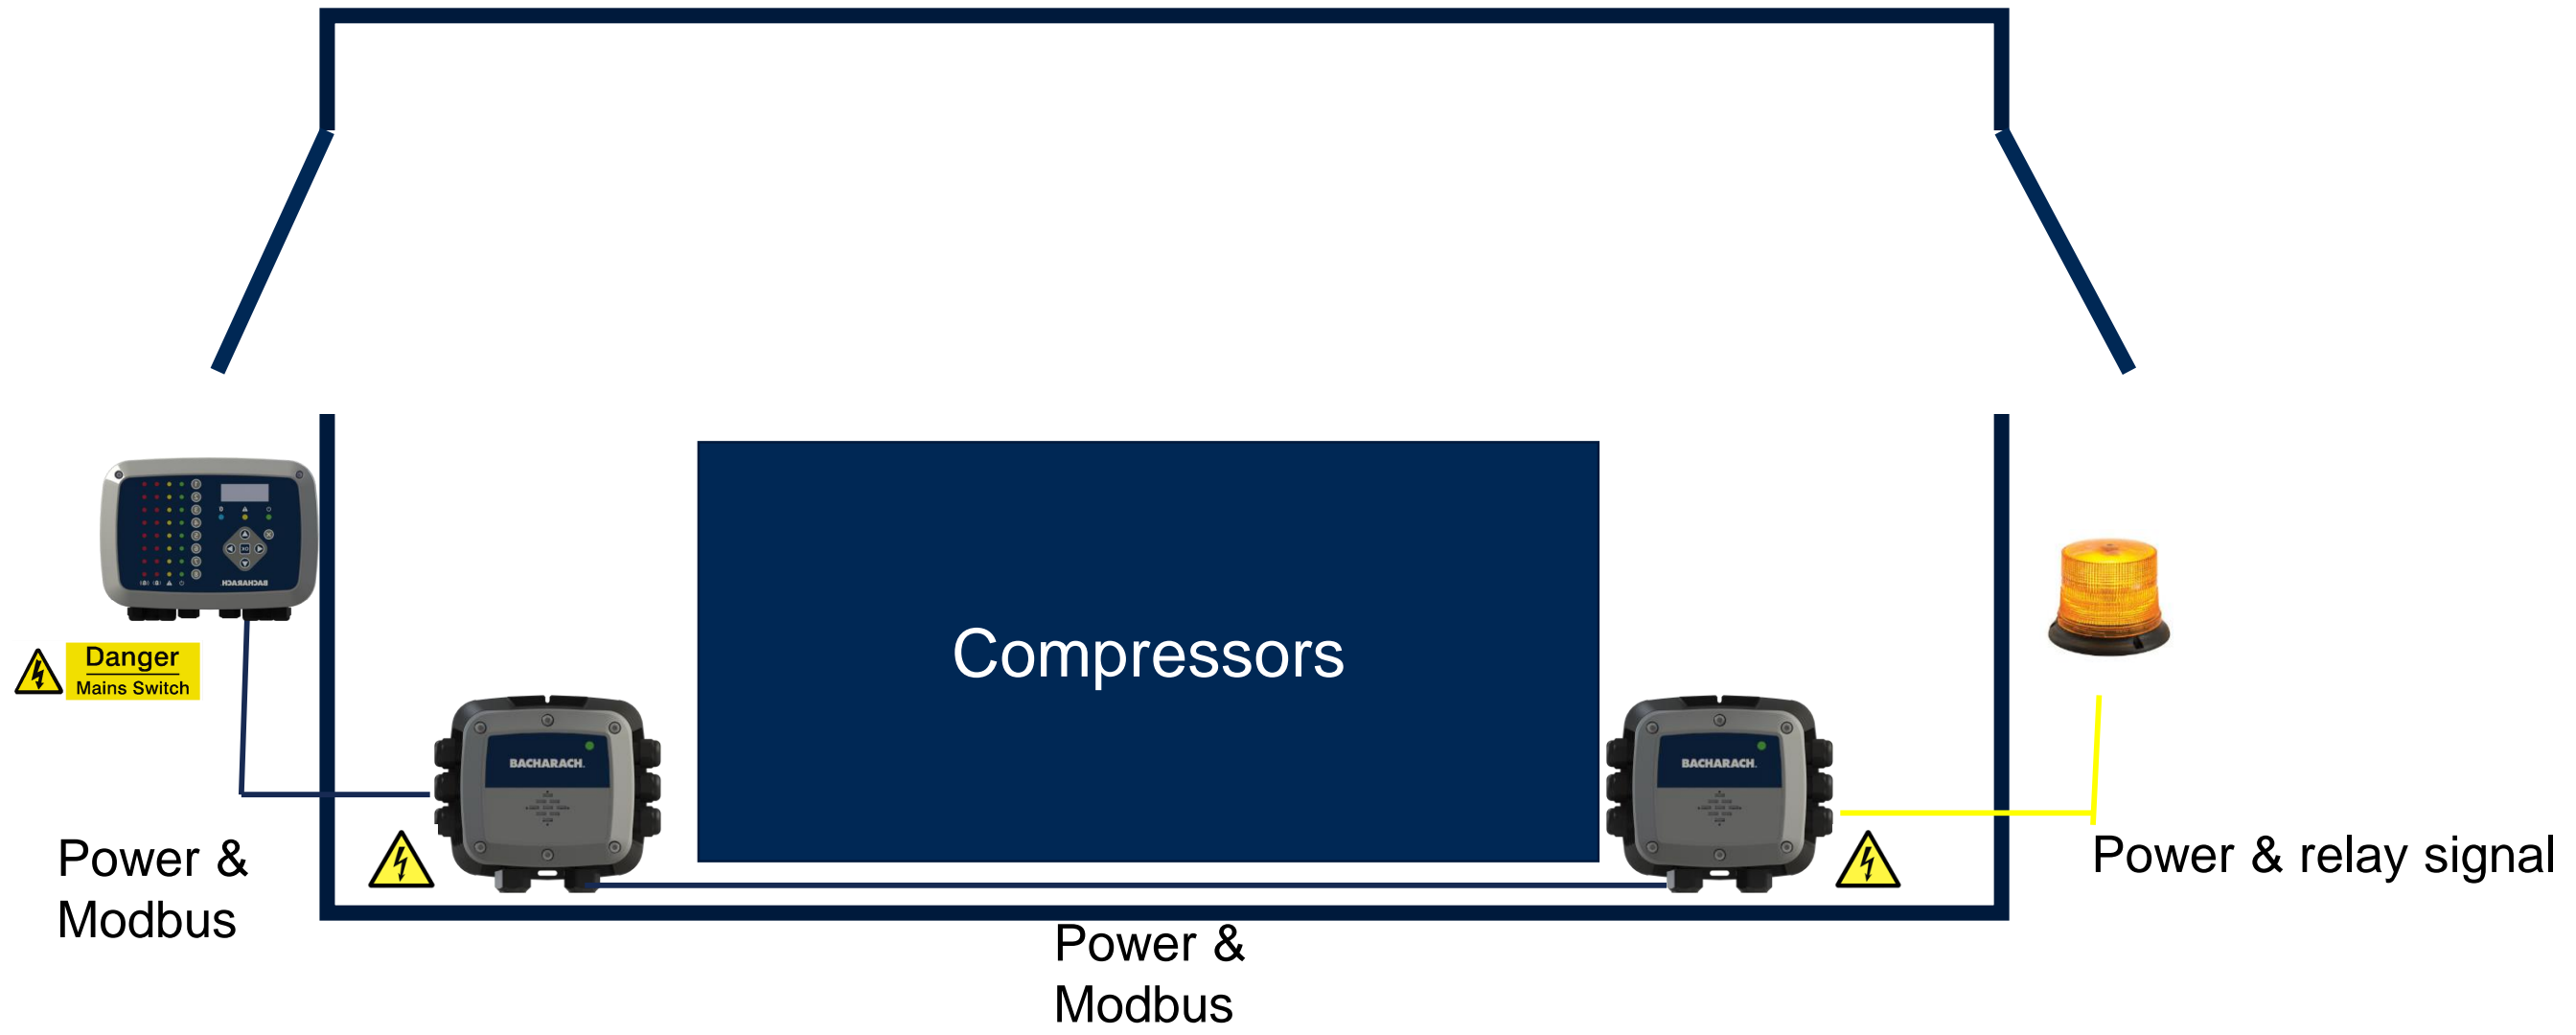 BACHARACH
Danger
Mains Switch
Compressors
BACHARACH.
BACHARACH.
Power &
Modbus
Power & relay signal
Power &
Modbus